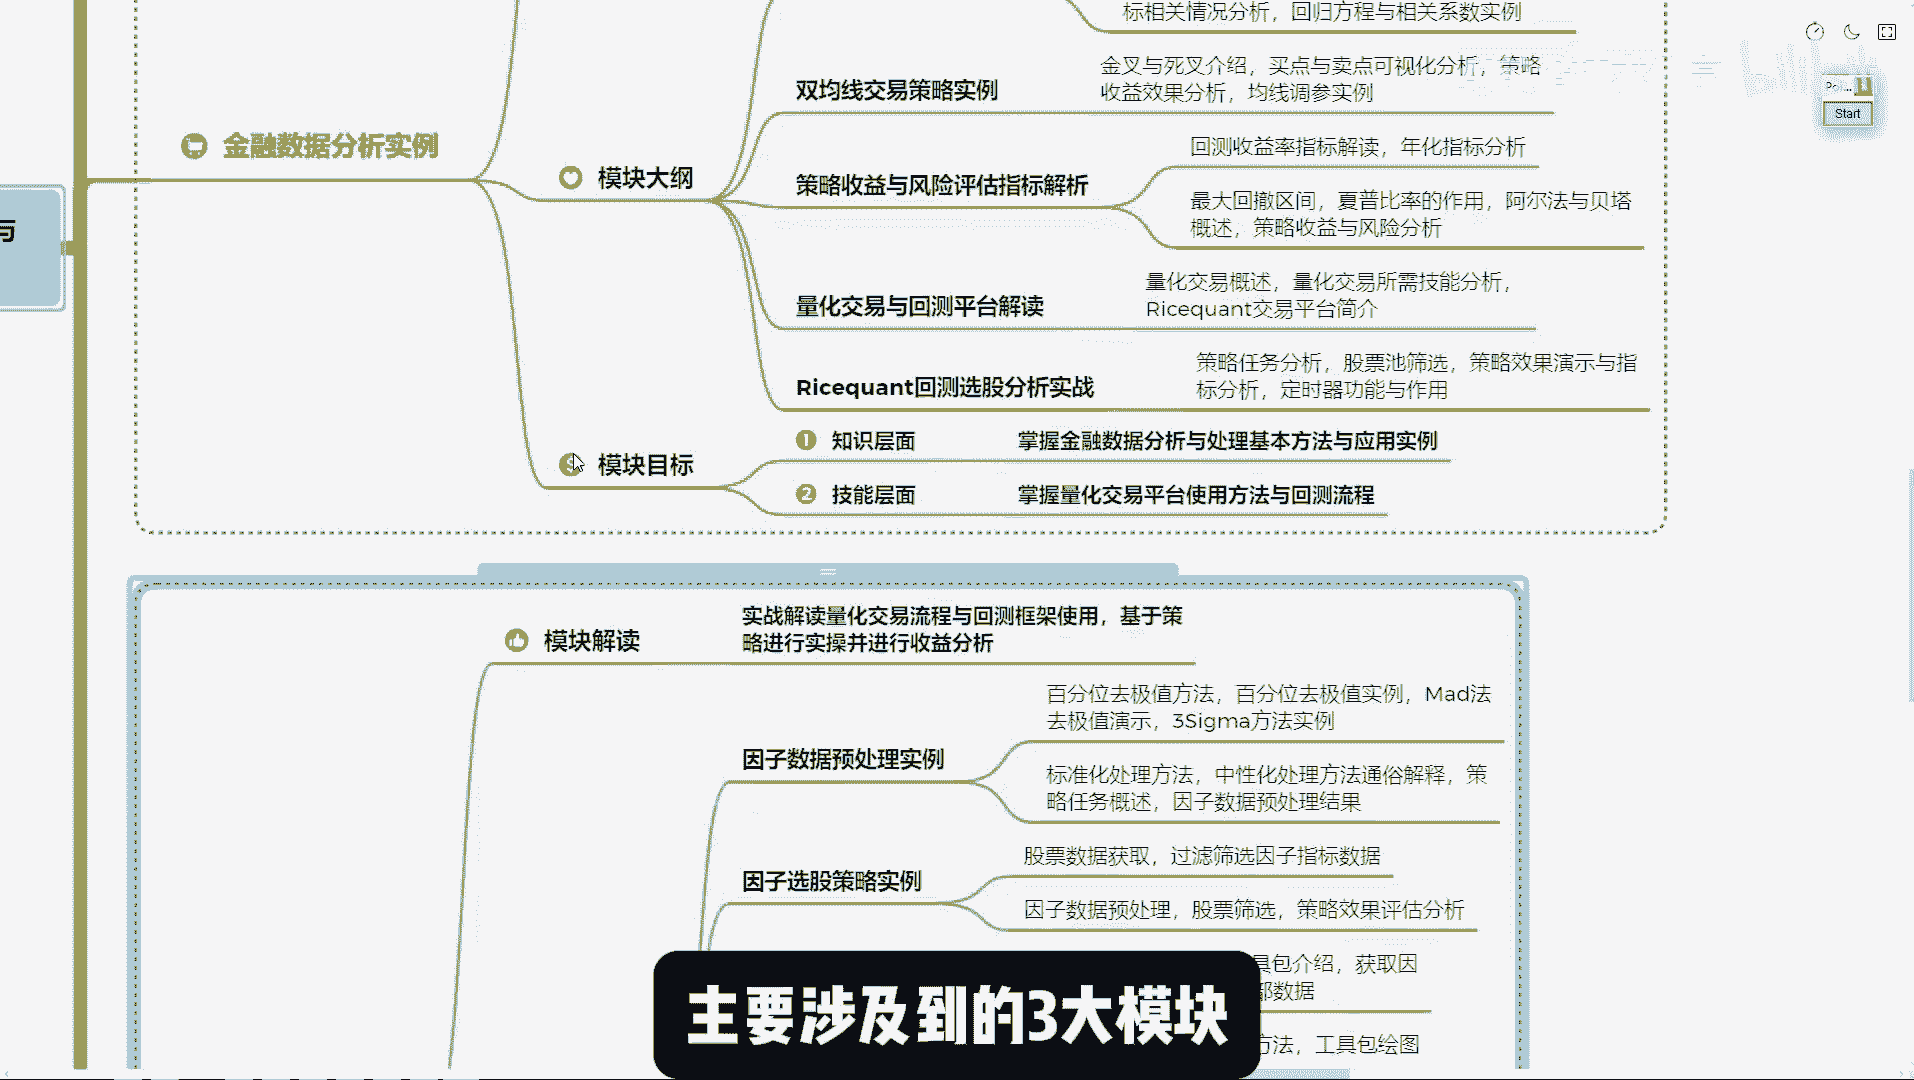 标相关情况分析，回归方程与相关系数实例
双均线交易策略实例
金叉与死叉介绍，买点与卖点可视化分析，策略
收益效果分析，均线调参实例
Start
金融数据分析实例
模块大纲
回测收益率指标解读，年化指标分析
策略收益与风险评估指标解析
最大回撤区间，夏普比率的作用，阿尔法与贝塔
概述，策略收益与风险分析
与
量化交易与回测平台解读
量化交易概述，量化交易所需技能分析，
Ricequant交易平台简介
Ricequant回测选股分析实战
策略任务分析，股票池筛选，策略效果演示与指
标分析，定时器功能与作用
模块目标
1 知识层面 掌握金融数据分析与处理基本方法与应用实例
2 技能层面 掌握量化交易平台使用方法与回测流程
模块解读
实战解读量化交易流程与回测框架使用，基于策
略进行实操并进行收益分析
因子数据预处理实例
百分位去极值方法，百分位去极值实例，Mad法
去极值演示，3Sigma方法实例
标准化处理方法，中性化处理方法通俗解释，策
略任务概述，因子数据预处理结果
因子选股策略实例
股票数据获取，过滤筛选因子指标数据
因子数据预处理，股票筛选，策略效果评估分析
具包介绍，获取因
部数据
方法，工具包绘图
主要涉及到的3大模块